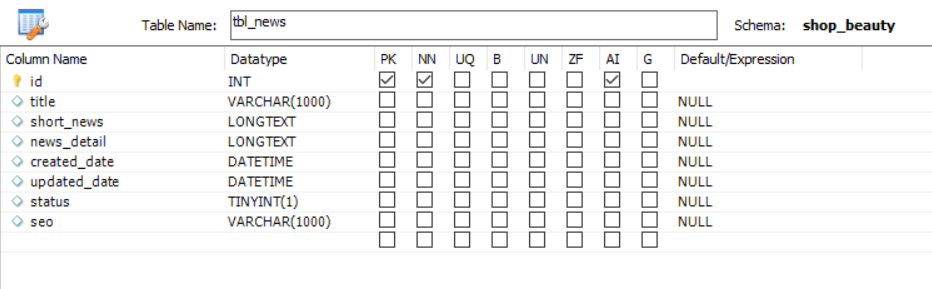 Table Name: tbl_news Schema: shop_beauty
Column Name Datatype PK NN UQ B UN ZF AI G Default/Expression
id INT
title VARCHAR(1000) NULL
short_news LONGTEXT NULL
news_detail LONGTEXT NULL
created_date DATETIME NULL
updated_date DATETIME NULL
status TINYINT(1) NULL
seo VARCHAR(1000) NULL